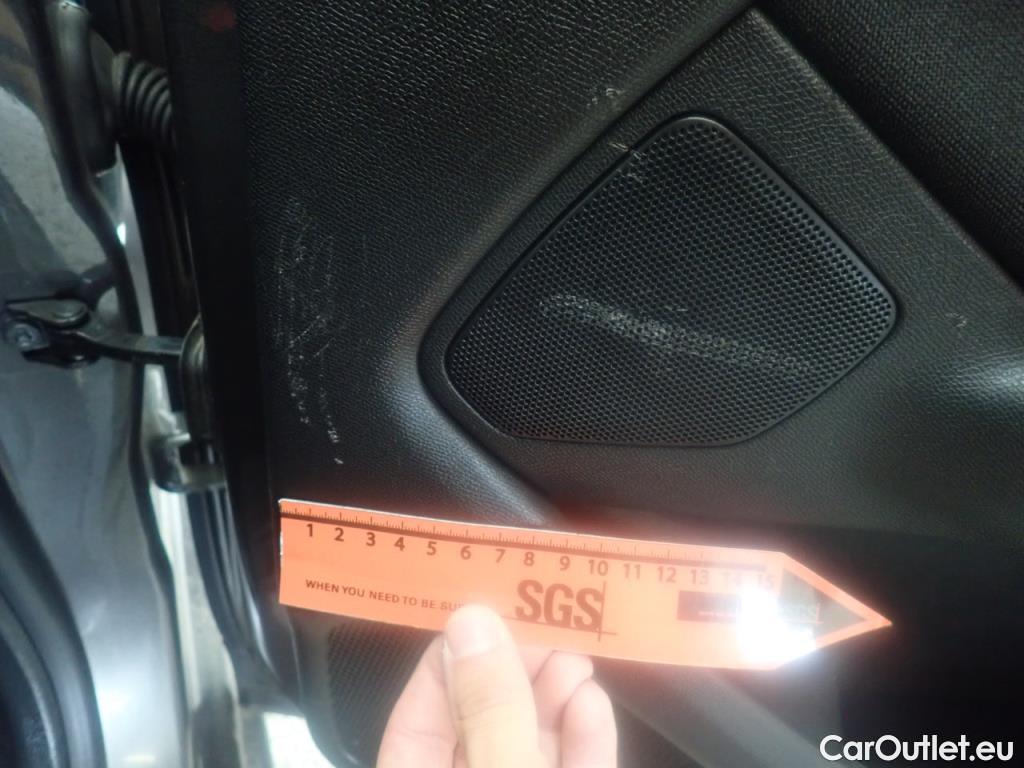 1 2 3 4 5 6 7 8 9 10 11 12 13 14 15
WHEN YOU NEED TO BE SU
SGS
SGS
CarOutlet.eu